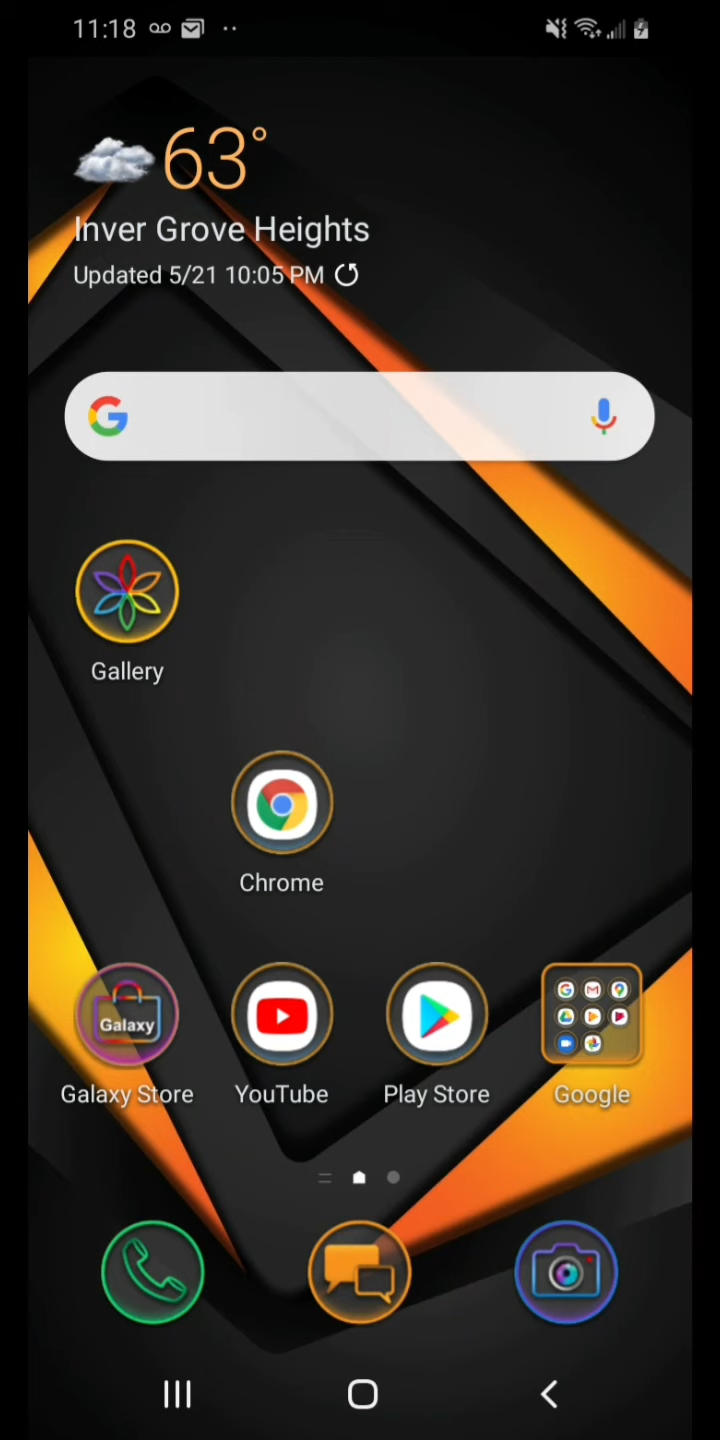 11:18
63°
Inver Grove Heights
Updated 5/21 10:05 PM
Gallery
Chrome
Galaxy
Galaxy Store
YouTube
Play Store
Google